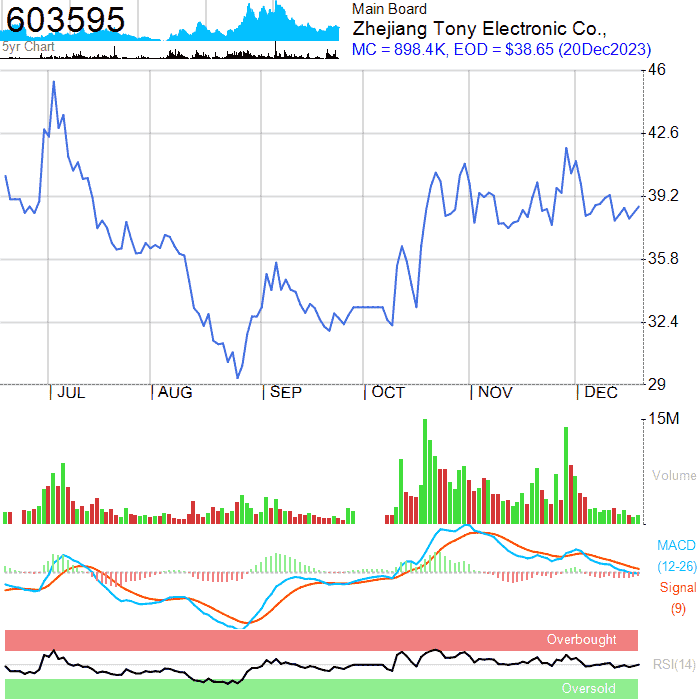 603595
5yr Chart
Main Board
Zhejiang Tony Electronic Co.,
MC = 898.4K, EOD = $38.65 (20Dec2023)
46
42.6
39.2
35.8
32.4
29
JUL AUG SEP OCT NOV DEC
15M
Volume
MACD
(12-26)
Signal
(9)
Overbought
RSI(14)
Oversold